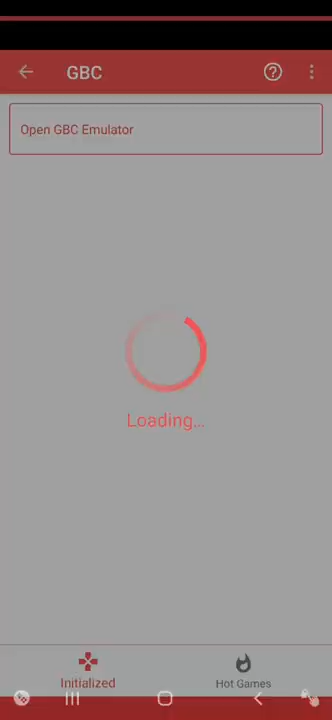 GBC
Open GBC Emulator
Loading...
Initialized
Hot Games